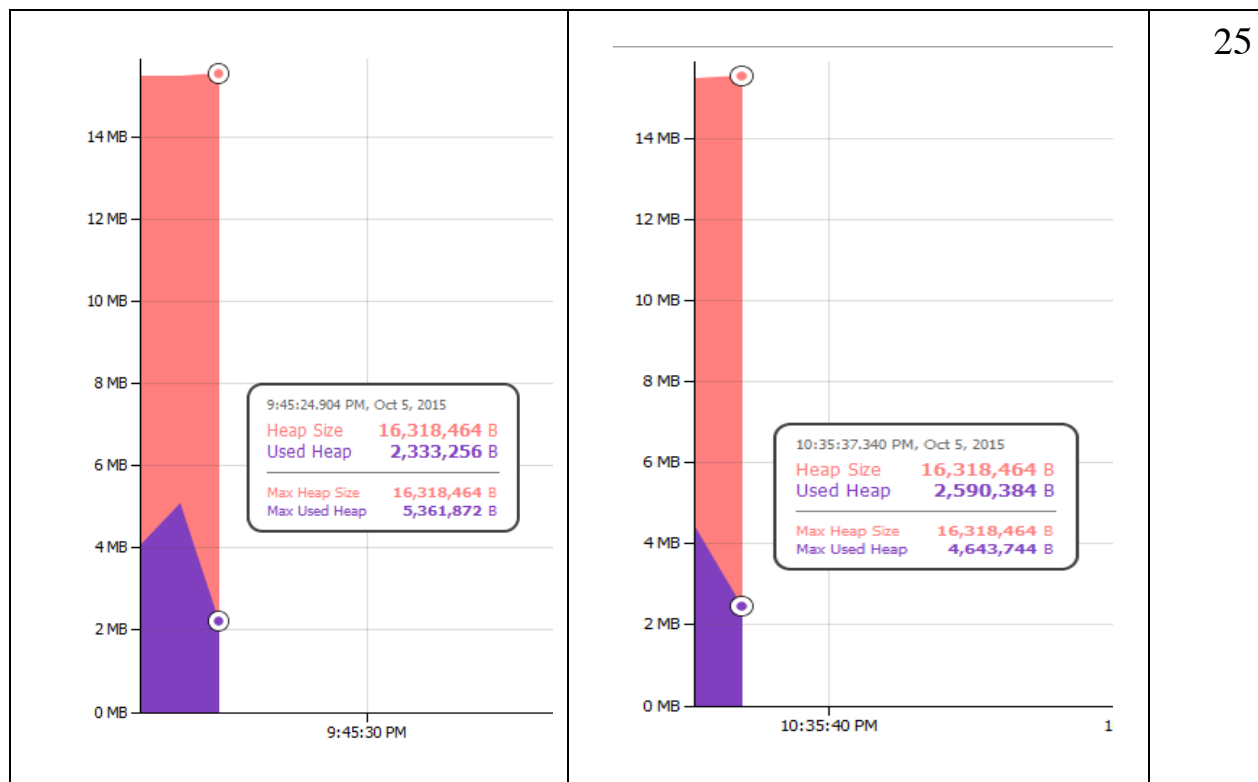 14 MB
12 MB
10 MB
8 MB
6 MB
4 MB
2 MB
0 MB
9:45:24.904 PM, Oct 5, 2015
Heap Size 16,318,464 B
Used Heap 2,333,256 B
Max Heap Size 16,318,464 B
Max Used Heap 5,361,872 B
9:45:30 PM
14 MB
12 MB
10 MB
8 MB
6 MB
4 MB
2 MB
0 MB
10:35:37.340 PM, Oct 5, 2015
Heap Size 16,318,464 B
Used Heap 2,590,384 B
Max Heap Size 16,318,464 B
Max Used Heap 4,643,744 B
10:35:40 PM
1
25